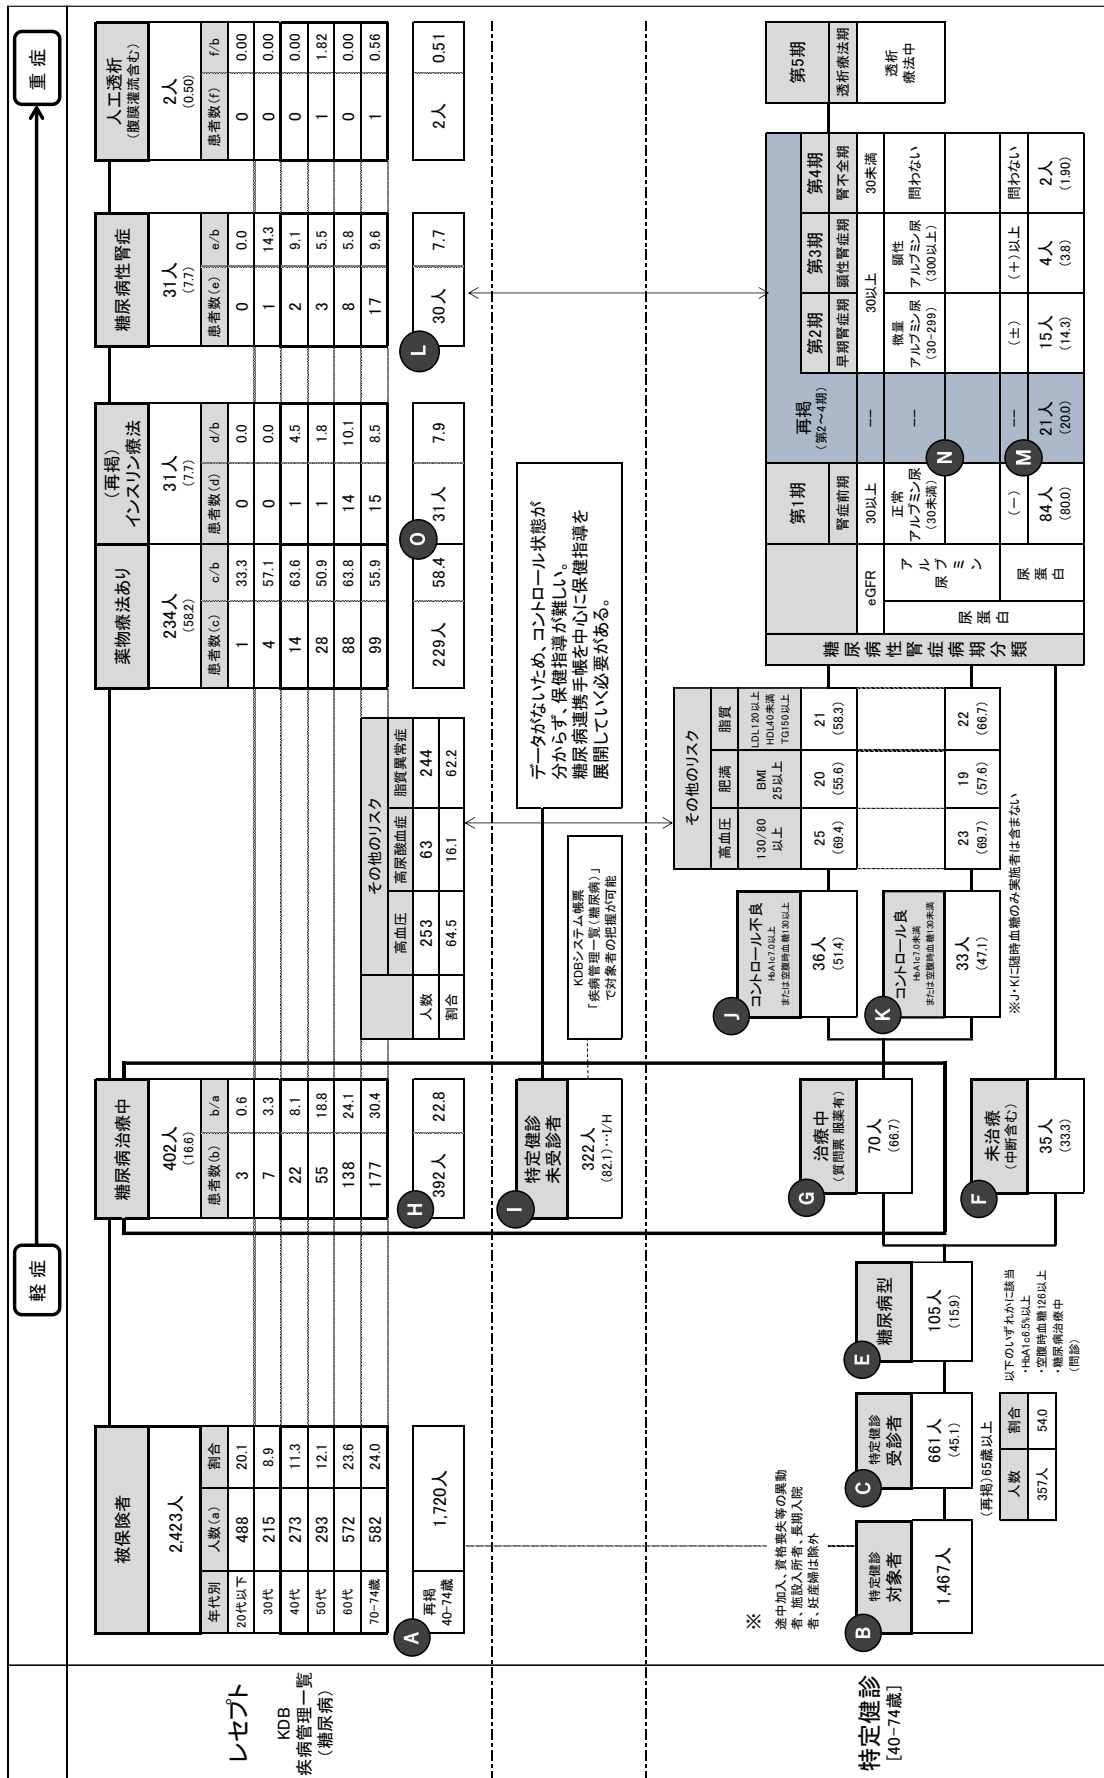 軽症
重症
レセプト
KDB
疾病管理一覧
(糖尿病)
被保険者
2,423人
年代別 人数(a) 割合
20代以下 488 20.1
30代 215 8.9
40代 273 11.3
50代 293 12.1
60代 572 23.6
70-74歳 582 24.0
A
再掲
40-74歳
1,720人
糖尿病治療中
402人
(16.6)
患者数(b) b/a
3 0.6
7 3.3
22 8.1
55 18.8
138 24.1
177 30.4
H
392人 22.8
その他のリスク
高血圧 高尿酸血症 脂質異常症
人数 253 63 244
割合 64.5 16.1 62.2
薬物療法あり
234人
(58.2)
患者数(c) c/b
1 33.3
4 57.1
14 63.6
28 50.9
88 63.8
99 55.9
229人 58.4
(再掲)
インスリン療法
31人
(7.7)
患者数(d) d/b
0 0.0
0 0.0
1 4.5
1 1.8
14 10.1
15 8.5
O
31人 7.9
糖尿病性腎症
31人
(7.7)
患者数(e) e/b
0 0.0
1 14.3
2 9.1
3 5.5
8 5.8
17 9.6
L
30人 7.7
人工透析
(腹膜灌流含む)
2人
(0.50)
患者数(f) f/b
0 0.00
0 0.00
0 0.00
1 1.82
0 0.00
1 0.56
2人 0.51
I
特定健診
未受診者
322人
(82.1)…I/H
KDBシステム帳票
「疾病管理一覧(糖尿病)」
で対象者の把握が可能
データがないため、コントロール状態が
分からず、保健指導が難しい。
糖尿病連携手帳を中心に保健指導を
展開していく必要がある。
特定健診
[40-74歳]
※
途中加入、資格喪失等の異動
者、施設入所者、長期入院
者、妊産婦は除外
B
特定健診
対象者
1,467人
C
特定健診
受診者
661人
(45.1)
(再掲)65歳以上
人数 割合
357人 54.0
E
糖尿病型
105人
(15.9)
以下のいずれかに該当
・HbA1c6.5%以上
・空腹時血糖126以上
・糖尿病治療中
(問診)
G
治療中
(質問票 服薬有)
70人
(66.7)
F
未治療
(中断含む)
35人
(33.3)
J
コントロール不良
HbA1c7.0以上
または空腹時血糖130以上
36人
(51.4)
K
コントロール良
HbA1c7.0未満
または空腹時血糖130未満
33人
(47.1)
※J・Kに随時血糖のみ実施者は含まない
その他のリスク
高血圧 肥満 脂質
130/80
以上
BMI
25以上
LDL120以上
HDL40未満
TG150以上
25
(69.4)
20
(55.6)
21
(58.3)
23
(69.7)
19
(57.6)
22
(66.7)
糖尿病性腎症病期分類
第1期
再掲
(第2~4期)
第2期 第3期 第4期
第5期
腎症前期 早期腎症期 顕性腎症期 腎不全期 透析療法期
eGFR 30以上 -- 30以上 30未満
透析
療法中
尿蛋白
尿アルブミン
正常
アルブミン尿
(30未満)
--
微量
アルブミン尿
(30-299)
顕性
アルブミン尿
(300以上)
問わない
N
尿蛋白
(-) -- (±) (+)以上 問わない
M
84人
(80.0)
21人
(20.0)
15人
(14.3)
4人
(3.8)
2人
(1.90)